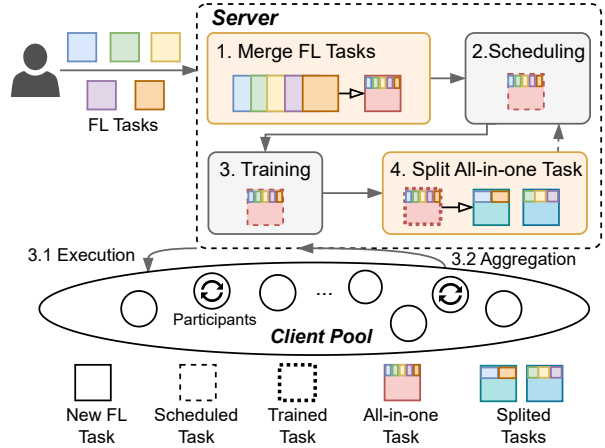 Server
1. Merge FL Tasks
2.Scheduling
FL Tasks
3. Training
4. Split All-in-one Task
3.1 Execution
3.2 Aggregation
...
Participants
Client Pool
New FL
Task
Scheduled
Task
Trained
Task
All-in-one
Task
Splited
Tasks